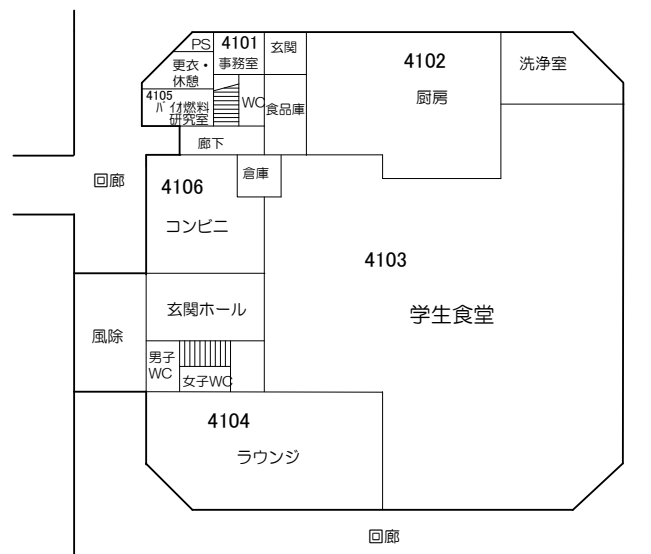 PS
4101
事務室
玄関
4102
厨房
洗浄室
更衣・
休憩
4105
バイオ燃料
研究室
WC
食品庫
廊下
回廊
4106
倉庫
コンビニ
4103
学生食堂
玄関ホール
風除
男子
WC
女子WC
4104
ラウンジ
回廊